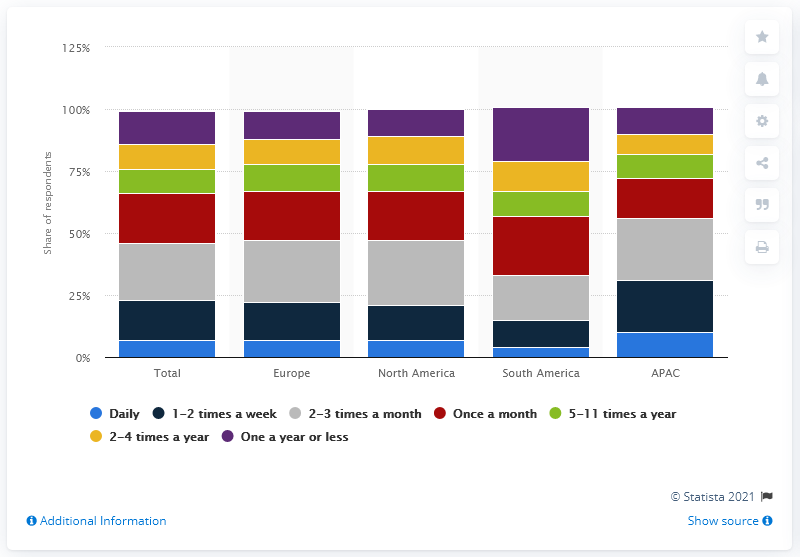 125%
100%
75%
50%
25%
0%
Share of respondents
Total Europe North America South America APAC
Daily 1-2 times a week 2-3 times a month Once a month 5-11 times a year
2-4 times a year One a year or less
© Statista 2021
Additional Information Show source